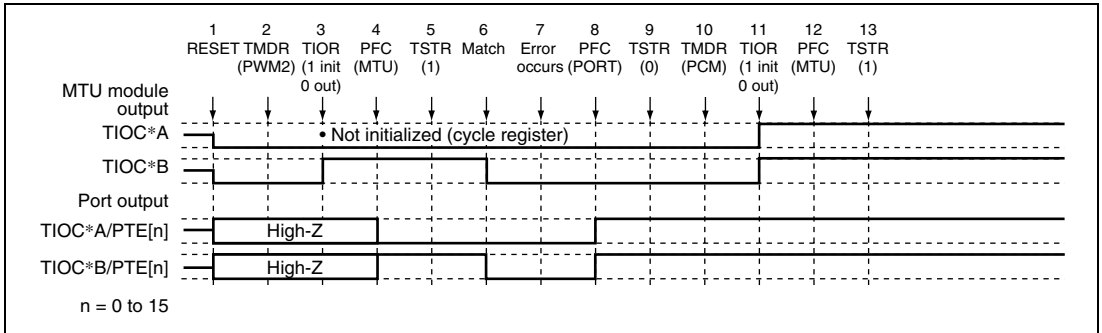 1 2 3 4 5 6 7 8 9 10 11 12 13
RESET TMDR TIOR PFC TSTR Match Error PFC TSTR TMDR TIOR PFC TSTR
(PWM2) (1 init (MTU) (1) occurs (PORT) (0) (PCM) (1 init (MTU) (1)
0 out) 0 out)
MTU module
output
TIOC*A • Not initialized (cycle register)
TIOC*B
Port output
TIOC*A/PTE[n] High-Z
TIOC*B/PTE[n] High-Z
n = 0 to 15